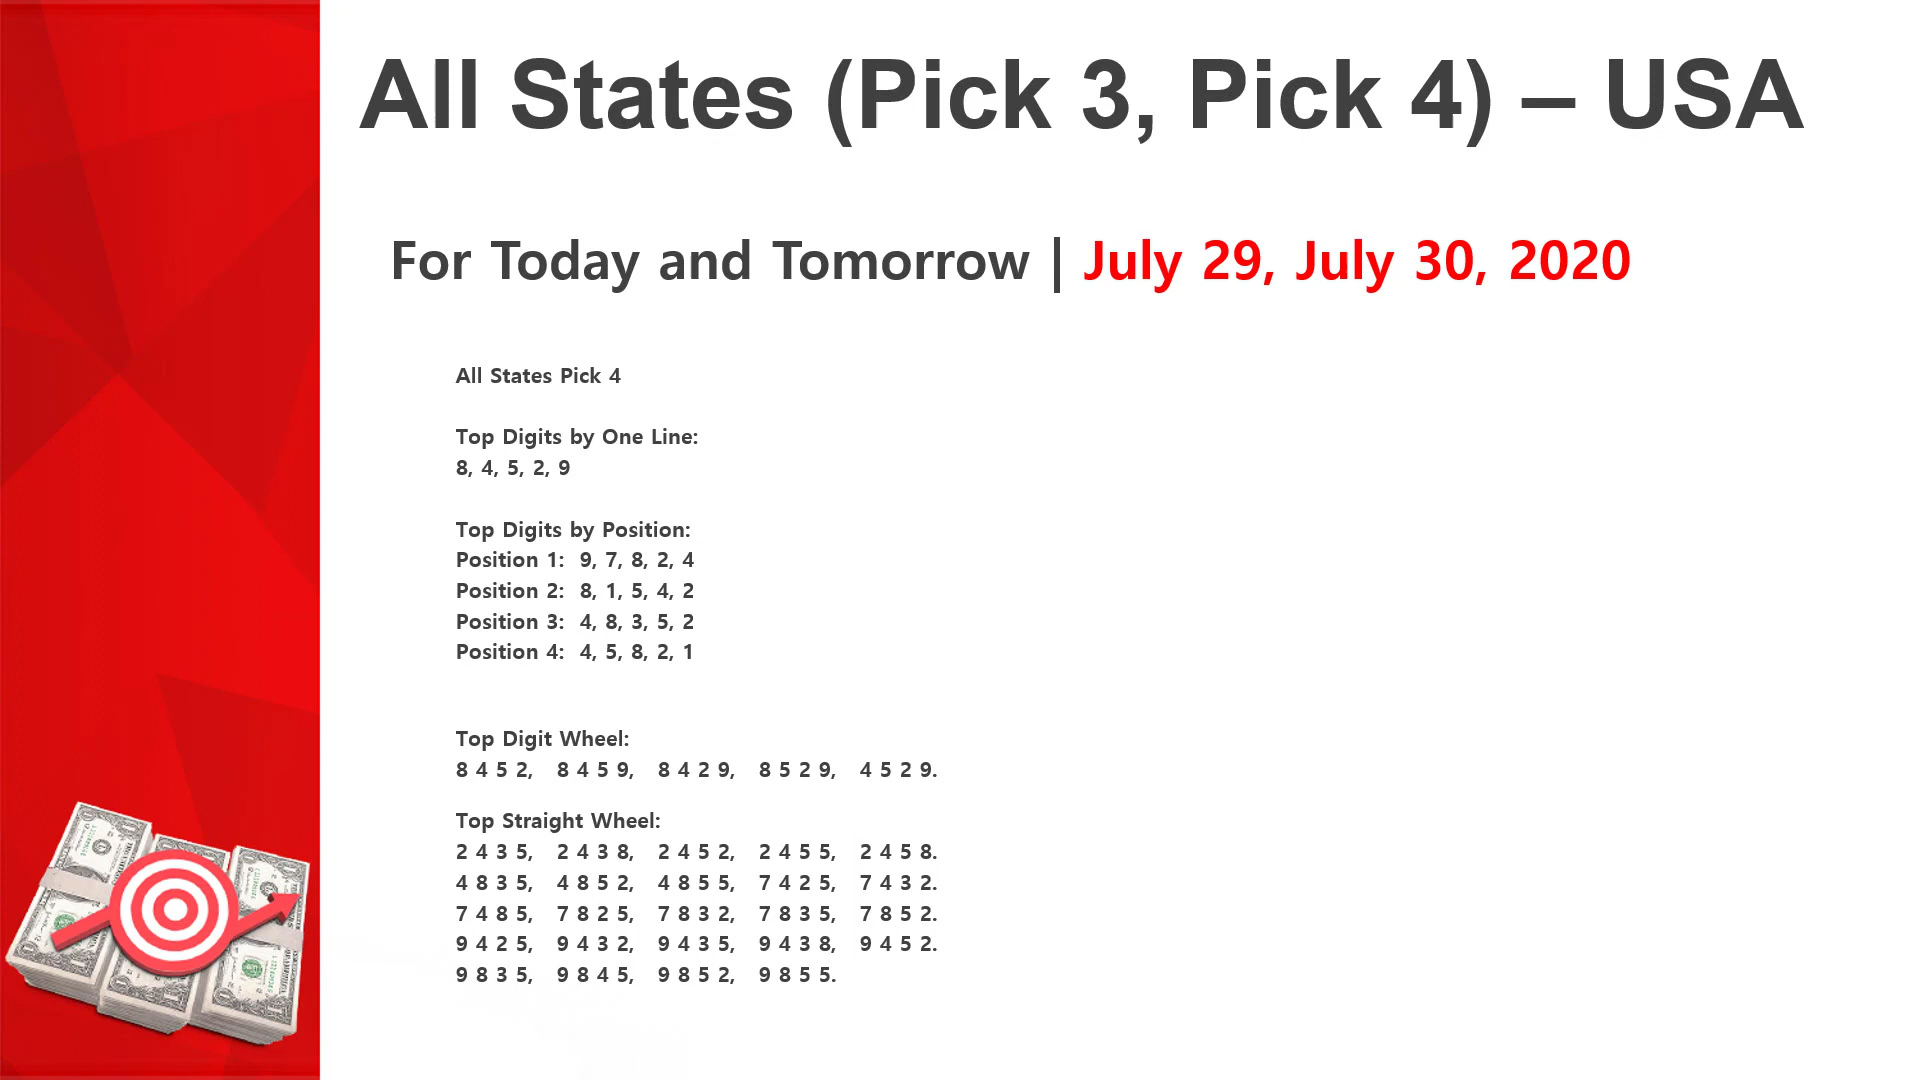 All States (Pick 3, Pick 4) – USA
For Today and Tomorrow | July 29, July 30, 2020
All States Pick 4
Top Digits by One Line:
8, 4, 5, 2, 9
Top Digits by Position:
Position 1: 9, 7, 8, 2, 4
Position 2: 8, 1, 5, 4, 2
Position 3: 4, 8, 3, 5, 2
Position 4: 4, 5, 8, 2, 1
Top Digit Wheel:
8 4 5 2, 8 4 5 9, 8 4 2 9, 8 5 2 9, 4 5 2 9.
Top Straight Wheel:
2 4 3 5, 2 4 3 8, 2 4 5 2, 2 4 5 5, 2 4 5 8.
4 8 3 5, 4 8 5 2, 4 8 5 5, 7 4 2 5, 7 4 3 2.
7 4 8 5, 7 8 2 5, 7 8 3 2, 7 8 3 5, 7 8 5 2.
9 4 2 5, 9 4 3 2, 9 4 3 5, 9 4 3 8, 9 4 5 2.
9 8 3 5, 9 8 4 5, 9 8 5 2, 9 8 5 5.